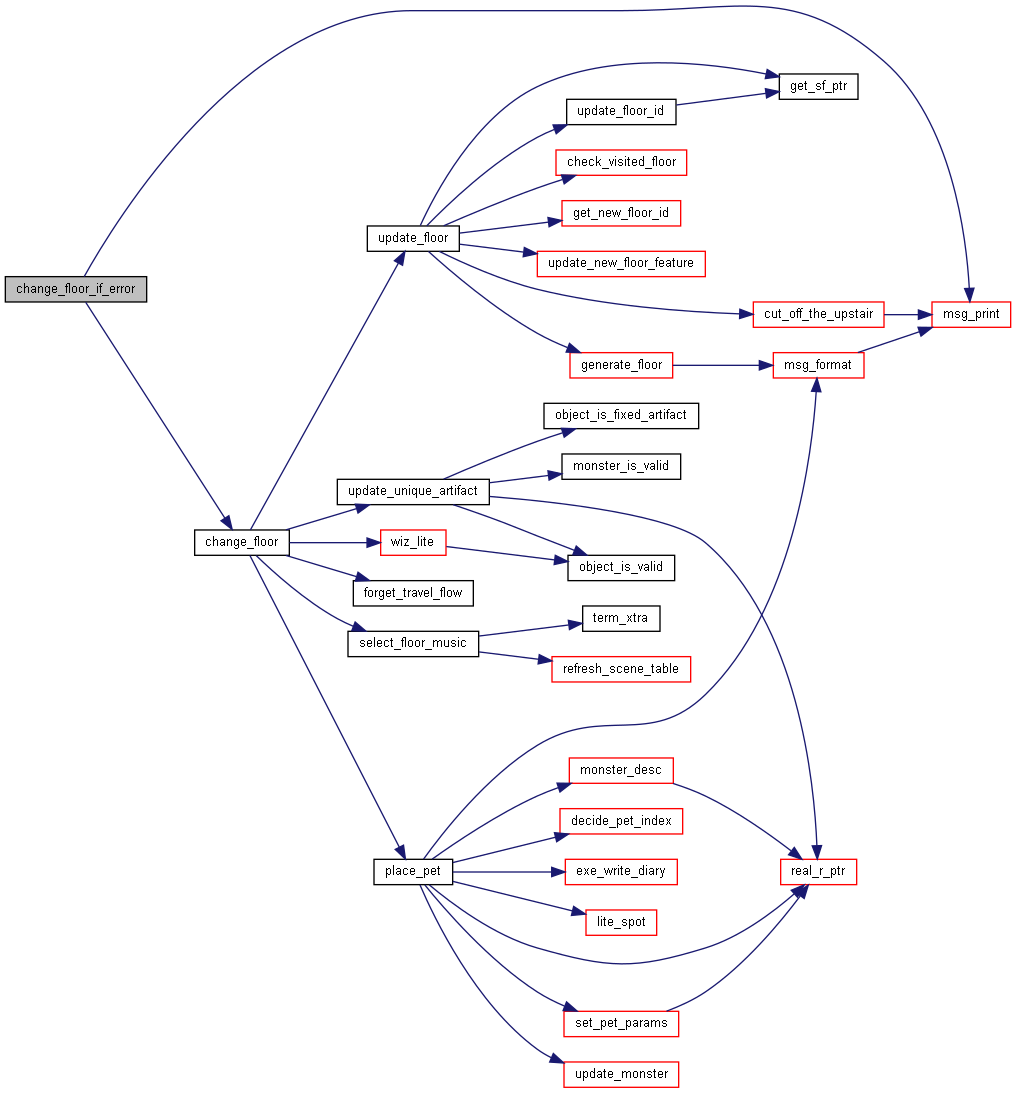 get_sf_ptr
update_floor_id
check_visited_floor
get_new_floor_id
update_floor
update_new_floor_feature
change_floor_if_error
cut_off_the_upstair
msg_print
generate_floor
msg_format
object_is_fixed_artifact
monster_is_valid
update_unique_artifact
change_floor
wiz_lite
object_is_valid
forget_travel_flow
term_xtra
select_floor_music
refresh_scene_table
monster_desc
decide_pet_index
place_pet
exe_write_diary
real_r_ptr
lite_spot
set_pet_params
update_monster